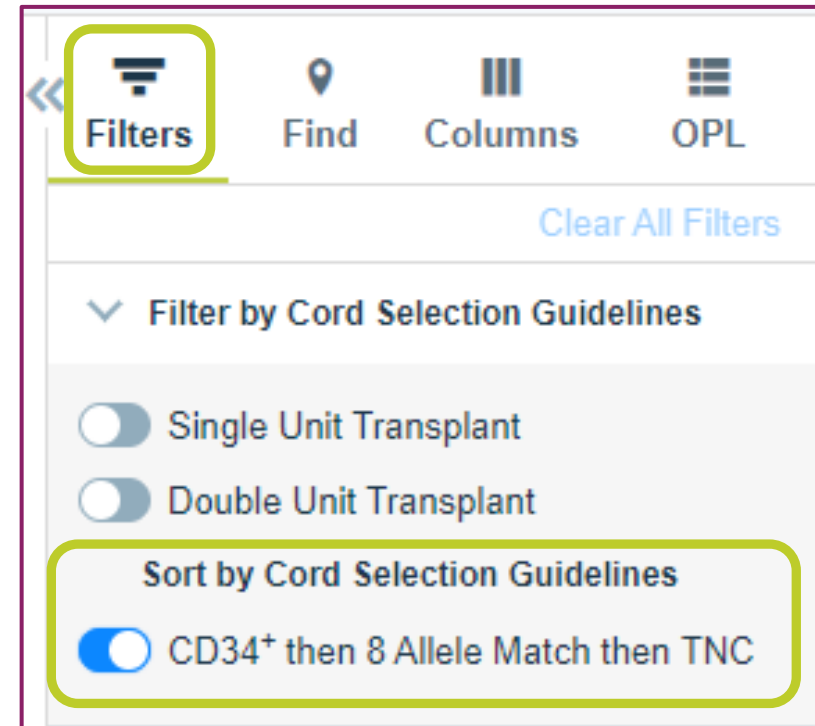 Filters Find Columns OPL
Clear All Filters
Filter by Cord Selection Guidelines
Single Unit Transplant
Double Unit Transplant
Sort by Cord Selection Guidelines
CD34⁺ then 8 Allele Match then TNC